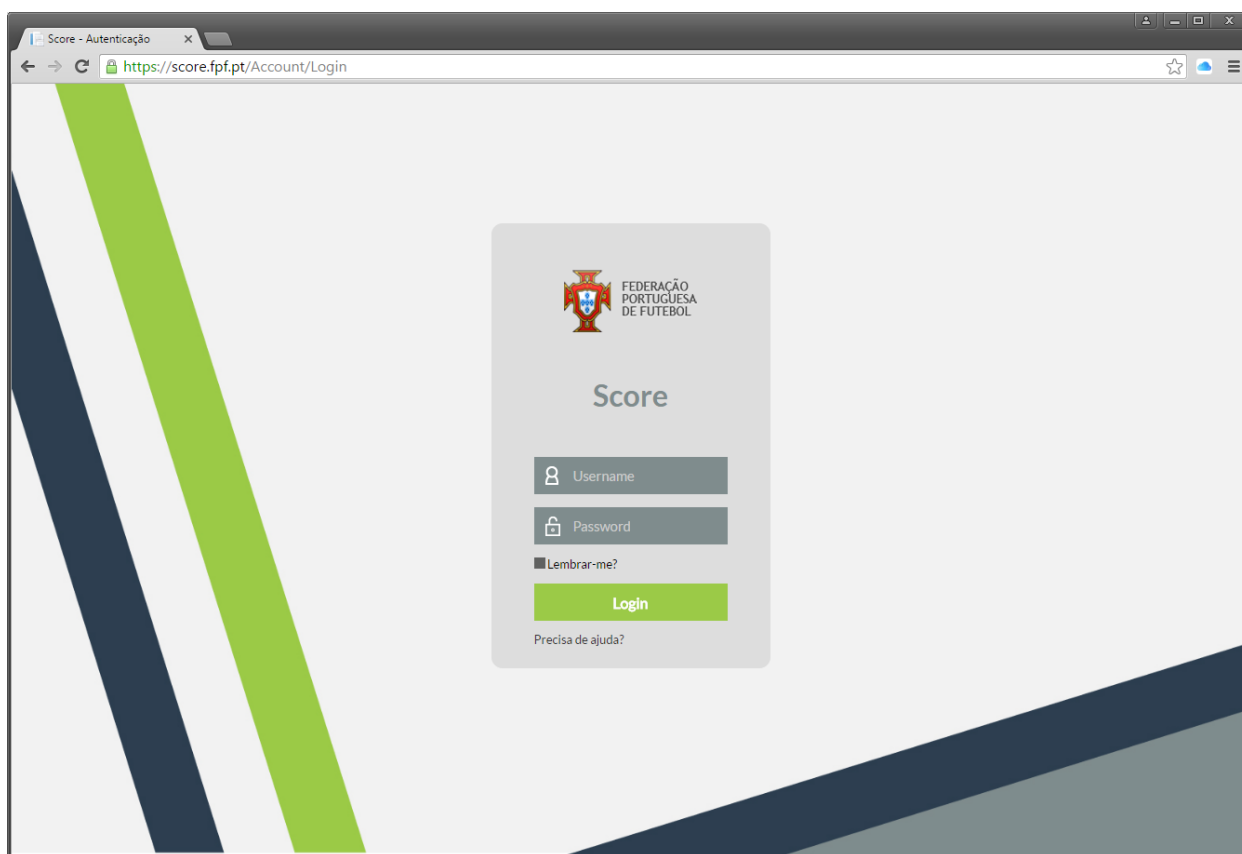 Score - Autenticação
https://score.fpf.pt/Account/Login
FEDERAÇÃO
PORTUGUESA
DE FUTEBOL
Score
Username
Password
Lembrar-me?
Login
Precisa de ajuda?